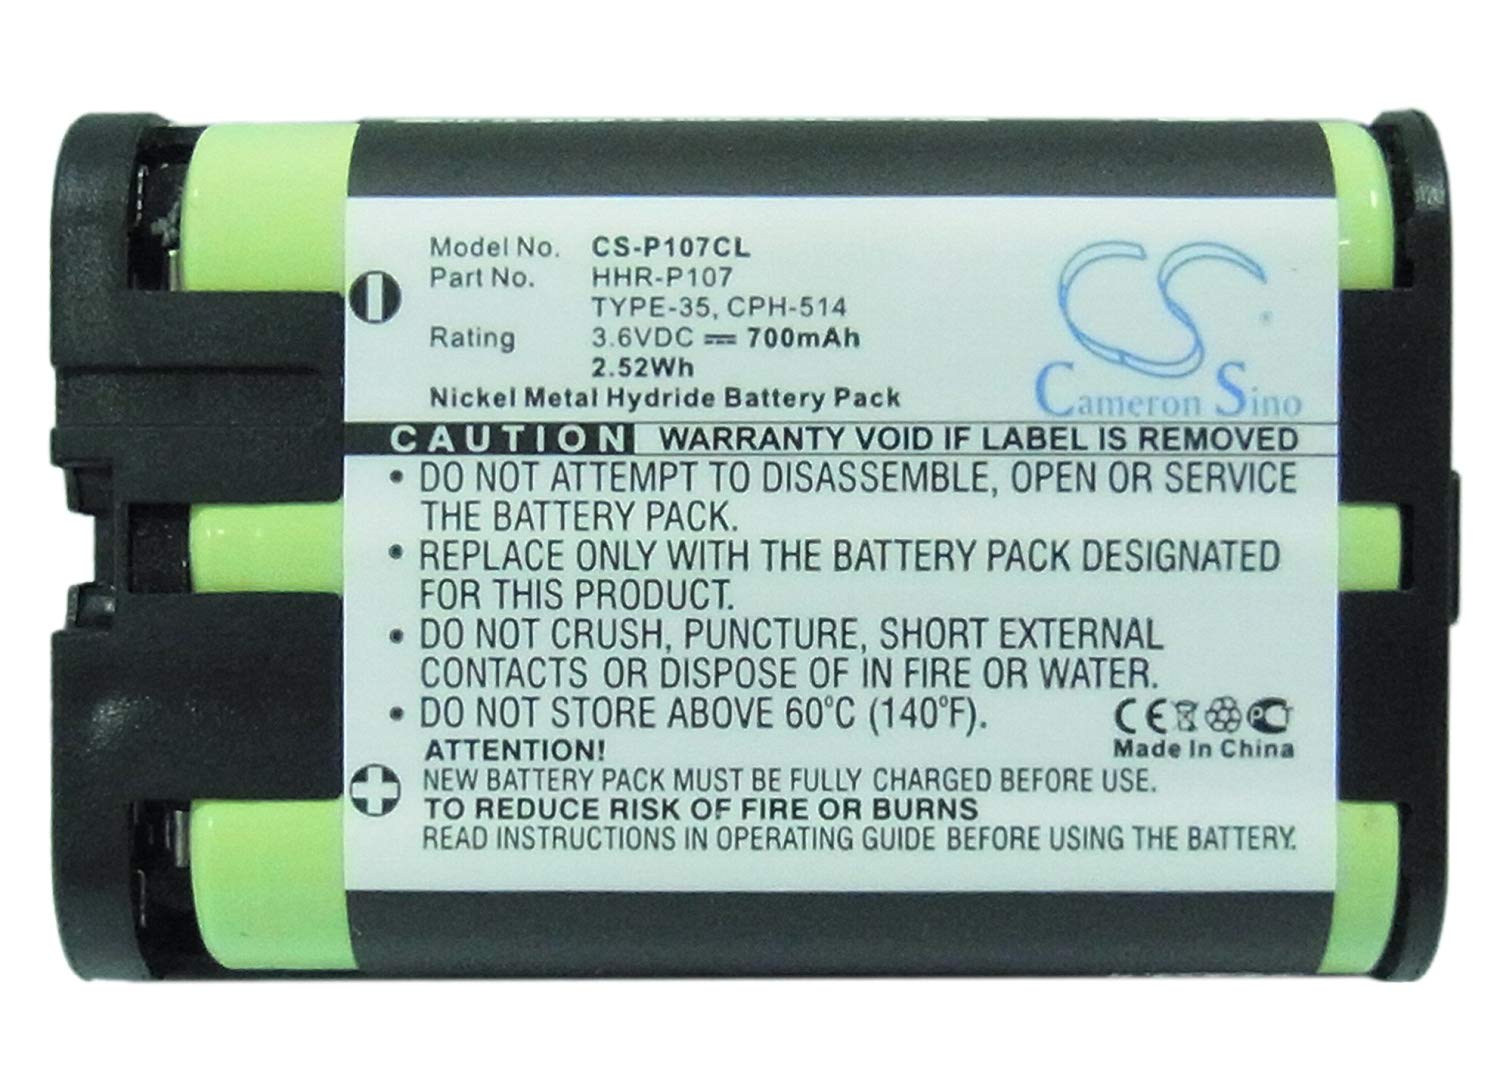 Model No. CS-P107CL
Part No. HHR-P107
TYPE-35, CPH-514
Rating 3.6VDC 700mAh
2.52Wh
Nickel Metal Hydride Battery Pack
CS
Cameron Sino
CAUTION WARRANTY VOID IF LABEL IS REMOVED
• DO NOT ATTEMPT TO DISASSEMBLE, OPEN OR SERVICE
THE BATTERY PACK.
• REPLACE ONLY WITH THE BATTERY PACK DESIGNATED
FOR THIS PRODUCT.
• DO NOT CRUSH, PUNCTURE, SHORT EXTERNAL
CONTACTS OR DISPOSE OF IN FIRE OR WATER.
• DO NOT STORE ABOVE 60°C (140°F).
CE
Made In China
ATTENTION!
NEW BATTERY PACK MUST BE FULLY CHARGED BEFORE USE.
TO REDUCE RISK OF FIRE OR BURNS
READ INSTRUCTIONS IN OPERATING GUIDE BEFORE USING THE BATTERY.